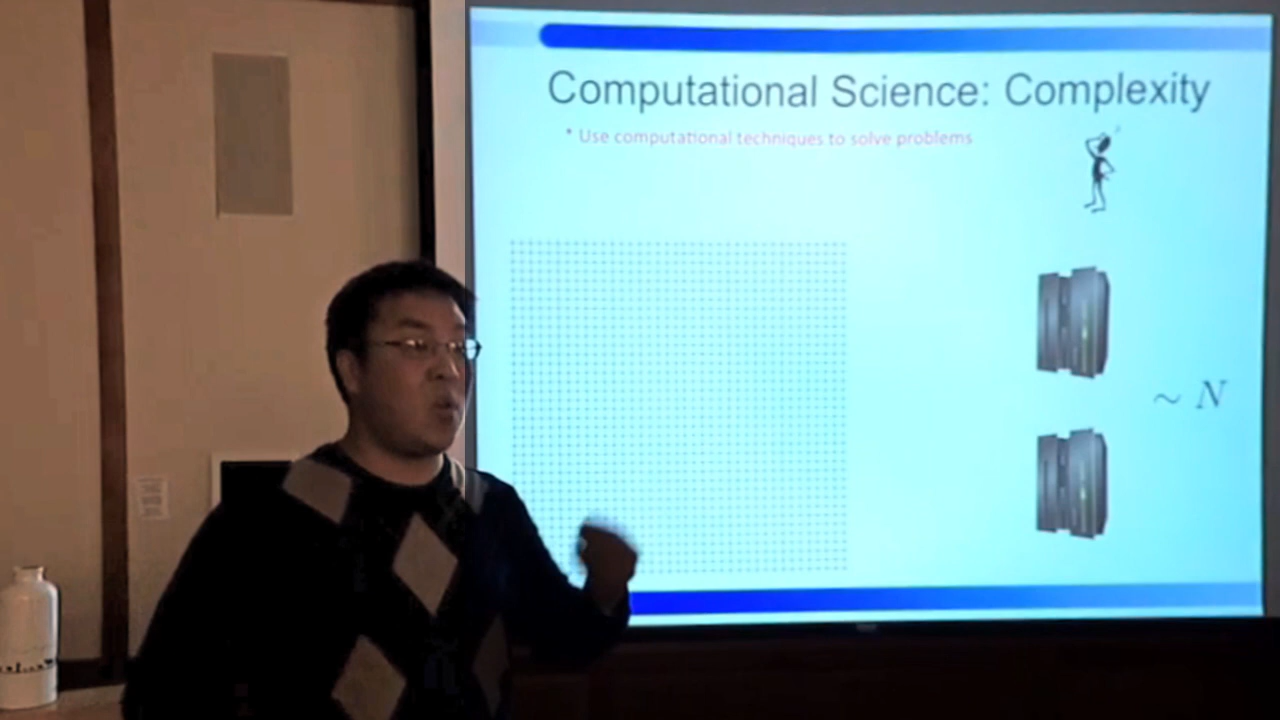 Computational Science: Complexity
* Use computational techniques to solve problems
~ N